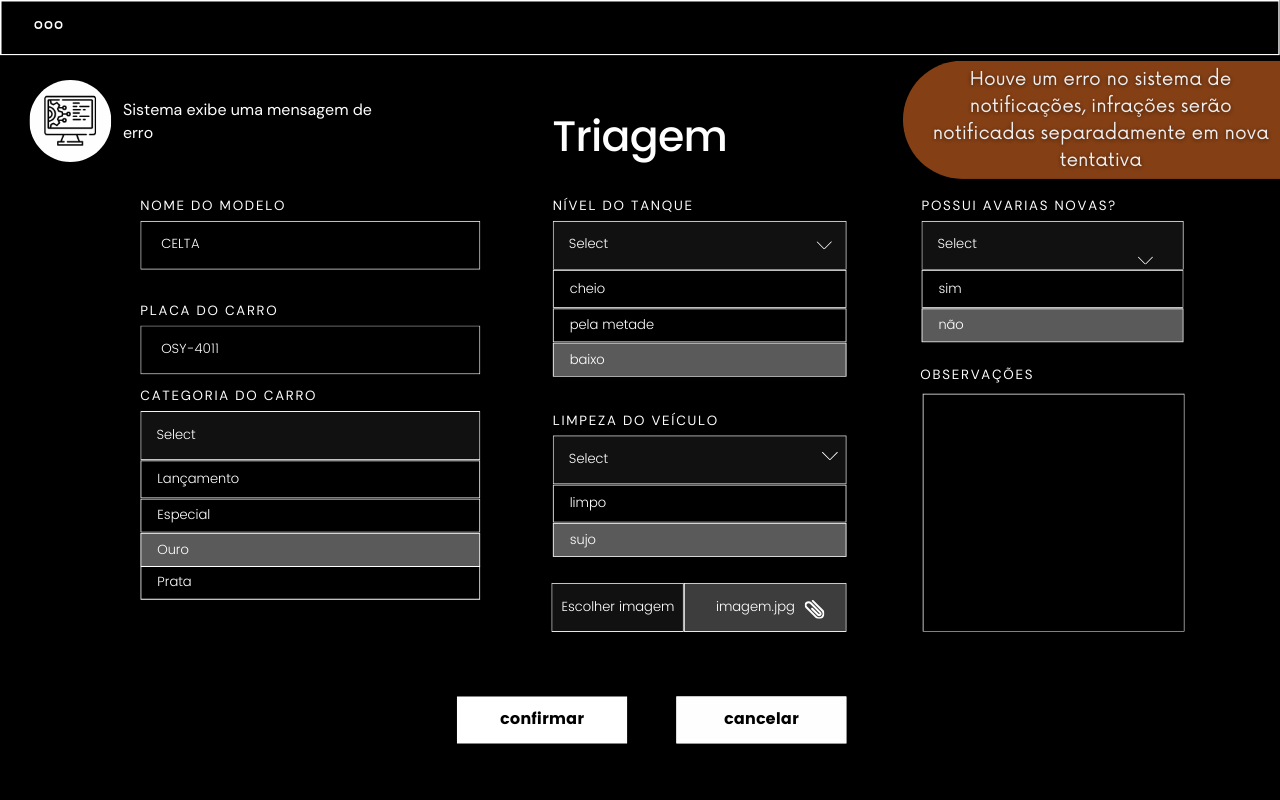 Sistema exibe uma mensagem de
erro
Triagem
Houve um erro no sistema de
notificações, infrações serão
notificadas separadamente em nova
tentativa
NOME DO MODELO
CELTA
PLACA DO CARRO
OSY-4011
CATEGORIA DO CARRO
Select
Lançamento
Especial
Ouro
Prata
NÍVEL DO TANQUE
Select
cheio
pela metade
baixo
LIMPEZA DO VEÍCULO
Select
limpo
sujo
Escolher imagem
imagem.jpg
POSSUI AVARIAS NOVAS?
Select
sim
não
OBSERVAÇÕES
confirmar
cancelar